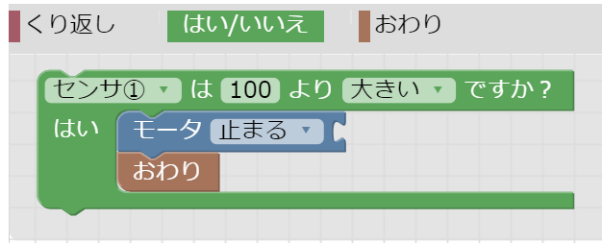 くり返し はい/いいえ おわり
センサ① は 100 より 大きい ですか？
はい モータ 止まる
おわり